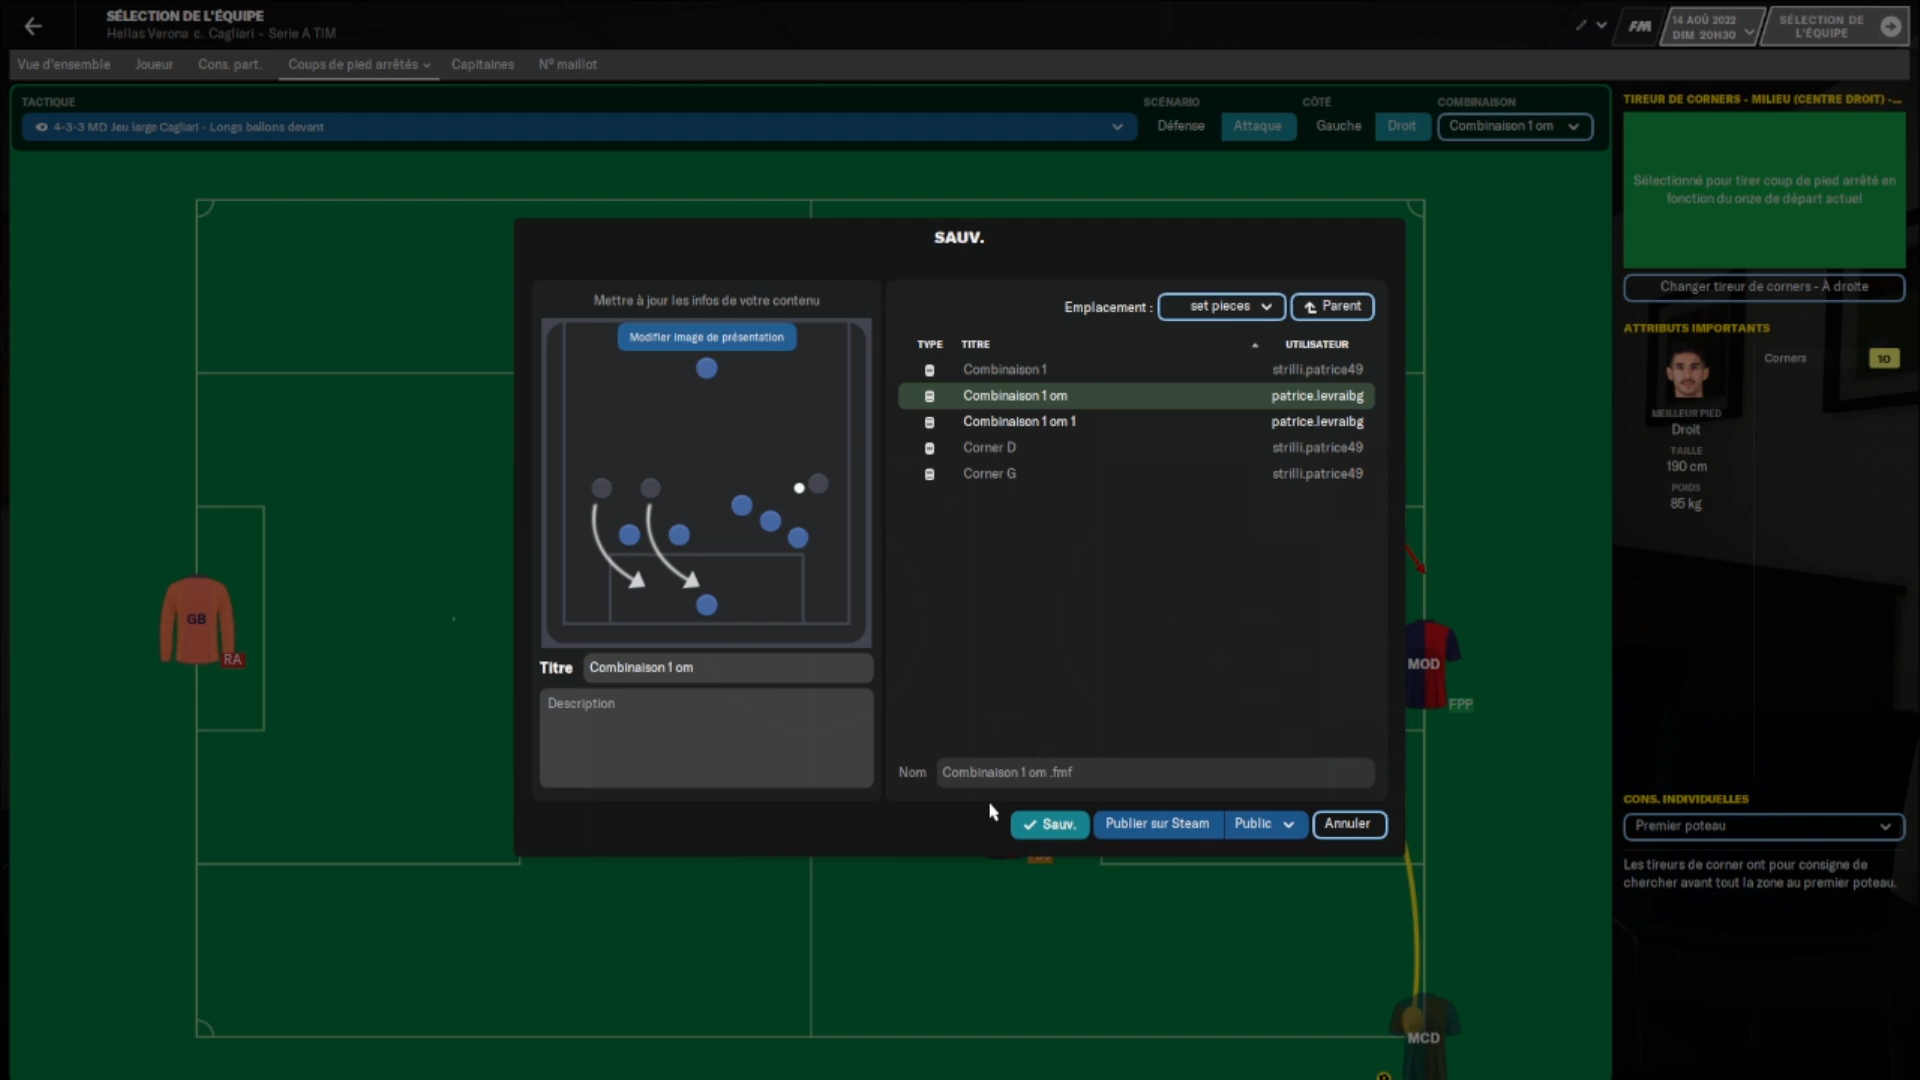 SÉLECTION DE L'ÉQUIPE
Hellas Verona c. Cagliari - Serie A TIM
FM
14 AOÛ 2022
DIM 20H30
SÉLECTION DE
L'ÉQUIPE
Vue d'ensemble
Joueur
Cons. part.
Coups de pied arrêtés
Capitaines
N° maillot
TACTIQUE
4-3-3 MD Jeu large Cagliari - Longs ballons devant
SCÉNARIO
Défense
Attaque
CÔTÉ
Gauche
Droit
COMBINAISON
Combinaison 1 om
TIREUR DE CORNERS - MILIEU (CENTRE DROIT) -...
Sélectionné pour tirer coup de pied arrêté en
fonction du onze de départ actuel
Changer tireur de corners - À droite
ATTRIBUTS IMPORTANTS
Corners
10
MEILLEUR PIED
Droit
TAILLE
190 cm
POIDS
85 kg
CONS. INDIVIDUELLES
Premier poteau
Les tireurs de corner ont pour consigne de
chercher avant tout la zone au premier poteau.
SAUV.
Mettre à jour les infos de votre contenu
Modifier image de présentation
Titre
Combinaison 1 om
Description
Emplacement :
set pieces
Parent
TYPE
TITRE
UTILISATEUR
Combinaison 1
strilli.patrice49
Combinaison 1 om
patrice.levraibg
Combinaison 1 om 1
patrice.levraibg
Corner D
strilli.patrice49
Corner G
strilli.patrice49
Nom
Combinaison 1 om .fmf
Sauv.
Publier sur Steam
Public
Annuler
GB
RA
MOD
FPP
MCD